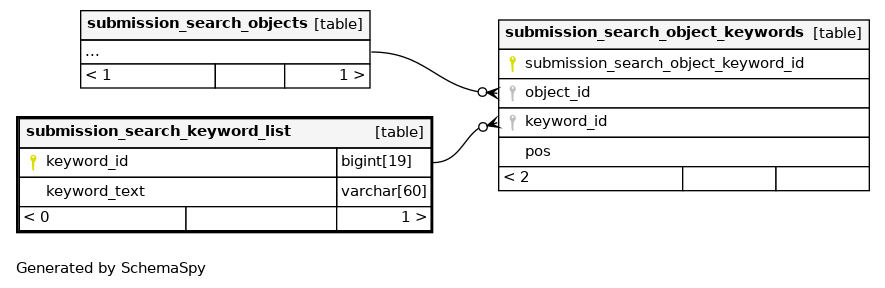 submission_search_objects [table]
...
< 1 1 >
submission_search_object_keywords [table]
submission_search_object_keyword_id
object_id
keyword_id
pos
< 2
submission_search_keyword_list [table]
keyword_id bigint[19]
keyword_text varchar[60]
< 0 1 >
Generated by SchemaSpy